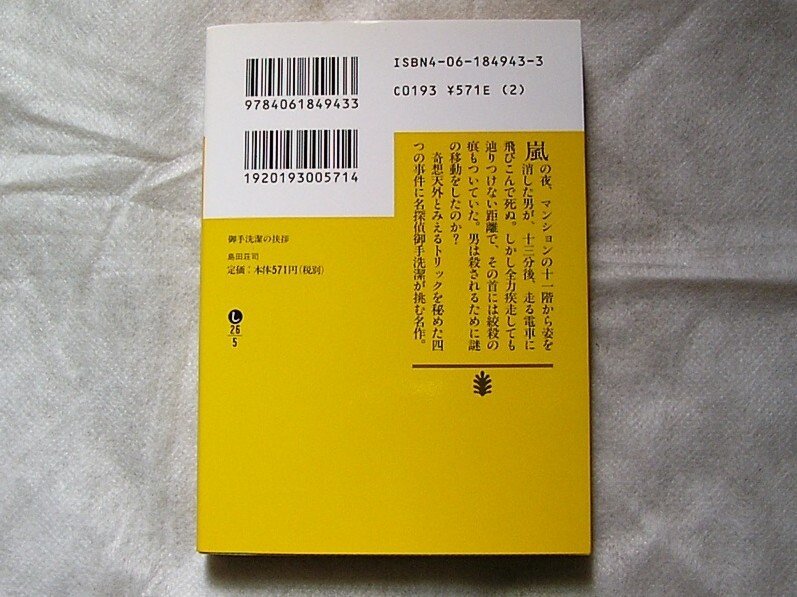 ISBN4-06-184943-3
C0193 ¥571E (2)
9784061849433
1920193005714
御手洗潔の挨拶
島田荘司
定価：本体571円(税別)
し
26
5
嵐の夜、マンションの十一階から姿を
消した男が、十三分後、走る電車に
飛びこんで死ぬ。しかし全力疾走しても
辿りつけない距離で、その首には絞殺の
痕もついていた。男は殺されるために謎
の移動をしたのか？
奇想天外とみえるトリックを秘めた四
つの事件に名探偵御手洗潔が挑む名作。